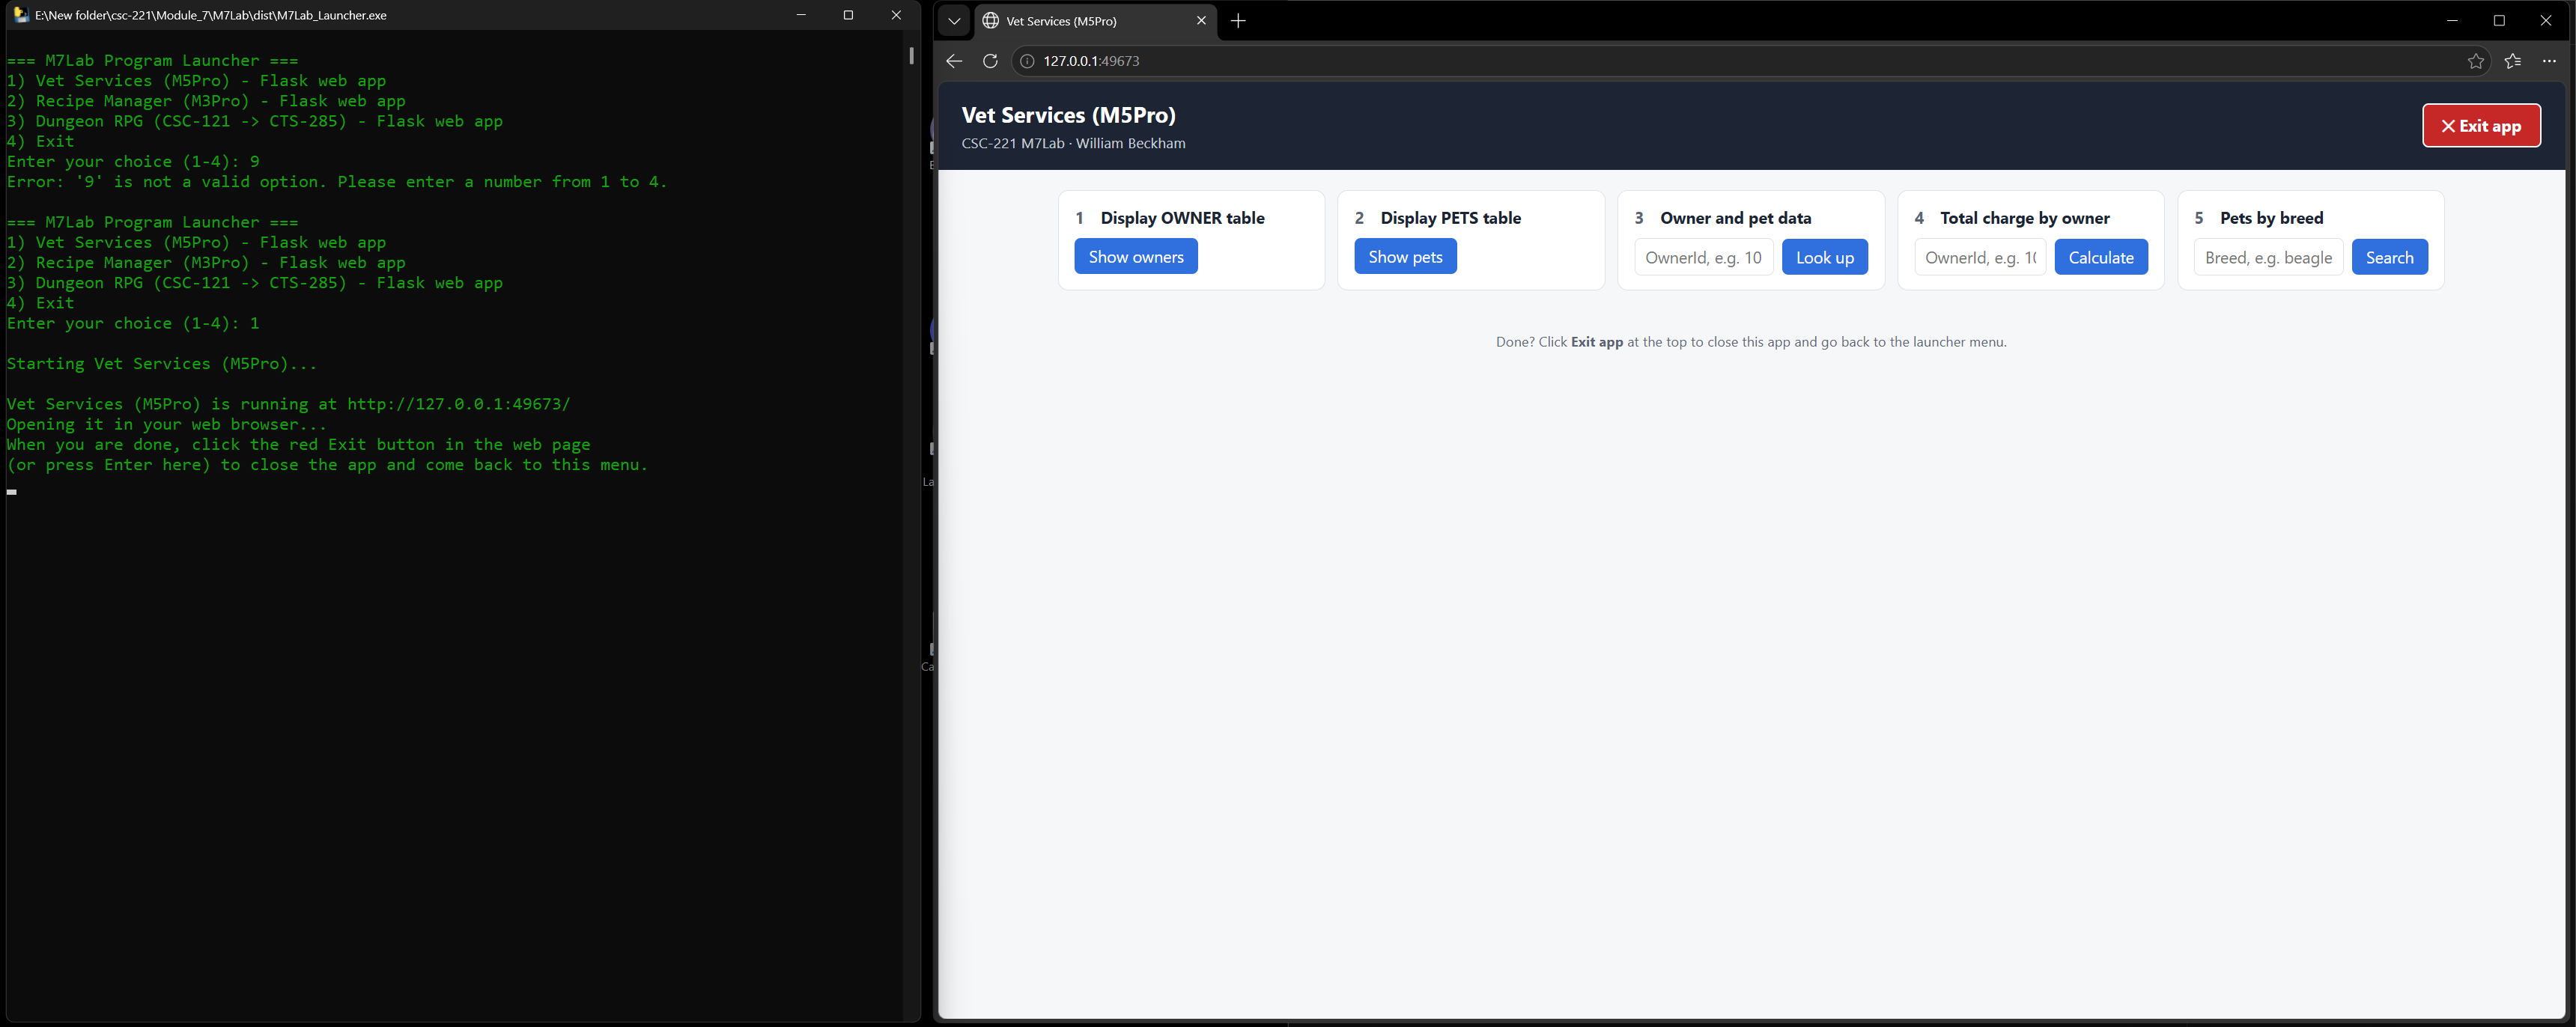 E:\New folder\csc-221\Module_7\M7Lab\dist\M7Lab_Launcher.exe
=== M7Lab Program Launcher ===
1) Vet Services (M5Pro) - Flask web app
2) Recipe Manager (M3Pro) - Flask web app
3) Dungeon RPG (CSC-121 -> CTS-285) - Flask web app
4) Exit
Enter your choice (1-4): 9
Error: '9' is not a valid option. Please enter a number from 1 to 4.
=== M7Lab Program Launcher ===
1) Vet Services (M5Pro) - Flask web app
2) Recipe Manager (M3Pro) - Flask web app
3) Dungeon RPG (CSC-121 -> CTS-285) - Flask web app
4) Exit
Enter your choice (1-4): 1
Starting Vet Services (M5Pro)...
Vet Services (M5Pro) is running at http://127.0.0.1:49673/
Opening it in your web browser...
When you are done, click the red Exit button in the web page
(or press Enter here) to close the app and come back to this menu.
La
Ca
Vet Services (M5Pro)
127.0.0.1:49673
Vet Services (M5Pro)
CSC-221 M7Lab · William Beckham
✕ Exit app
1 Display OWNER table
Show owners
2 Display PETS table
Show pets
3 Owner and pet data
OwnerId, e.g. 10
Look up
4 Total charge by owner
OwnerId, e.g. 1(
Calculate
5 Pets by breed
Breed, e.g. beagle
Search
Done? Click Exit app at the top to close this app and go back to the launcher menu.